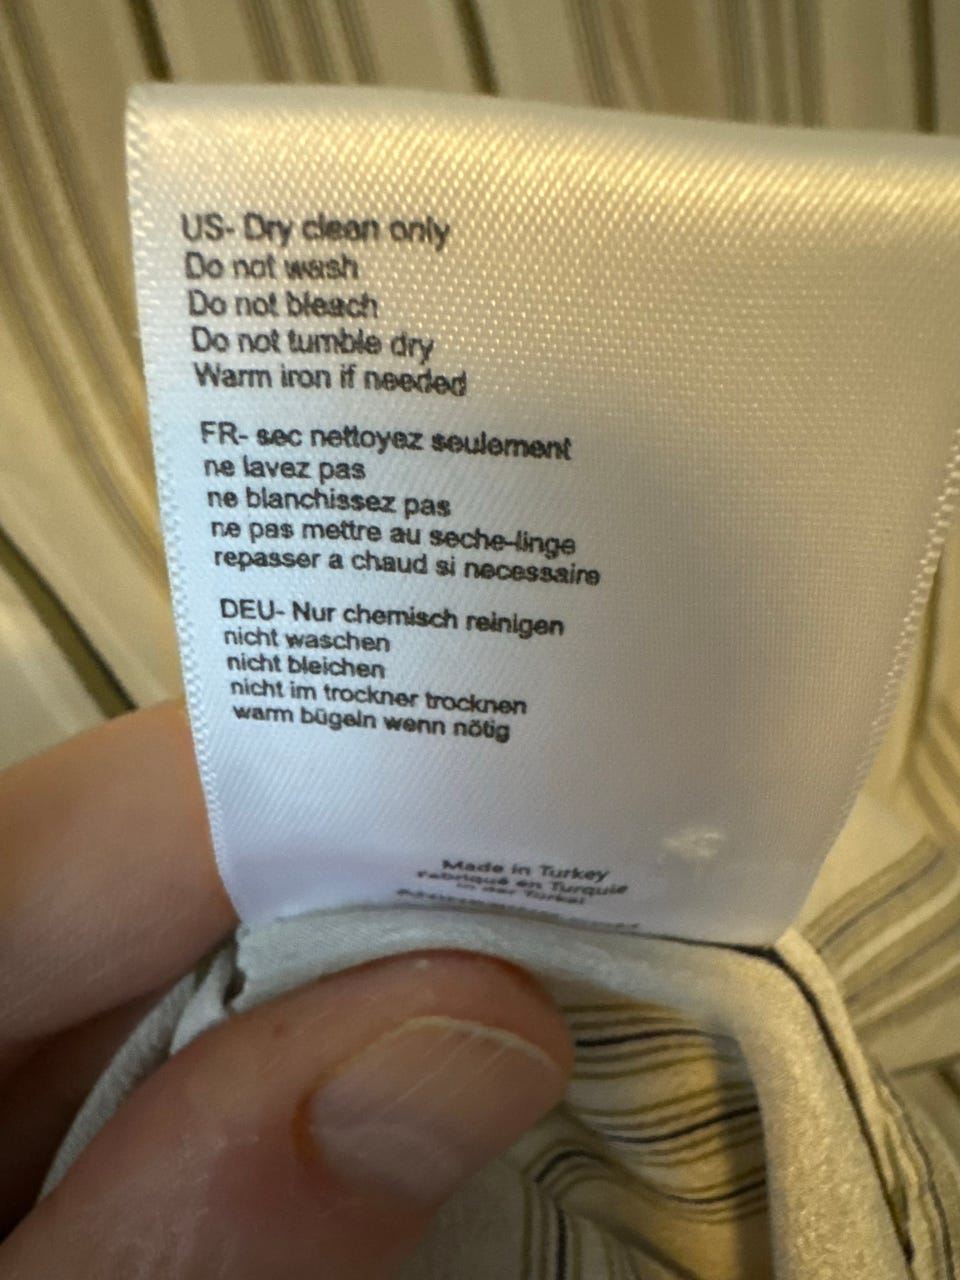 US- Dry clean only
Do not wash
Do not bleach
Do not tumble dry
Warm iron if needed
FR- sec nettoyez seulement
ne lavez pas
ne blanchissez pas
ne pas mettre au seche-linge
repasser a chaud si necessaire
DEU- Nur chemisch reinigen
nicht waschen
nicht bleichen
nicht im trockner trocknen
warm bügeln wenn nötig
Made in Turkey
Fabriqué en Turquie
in der Türkei